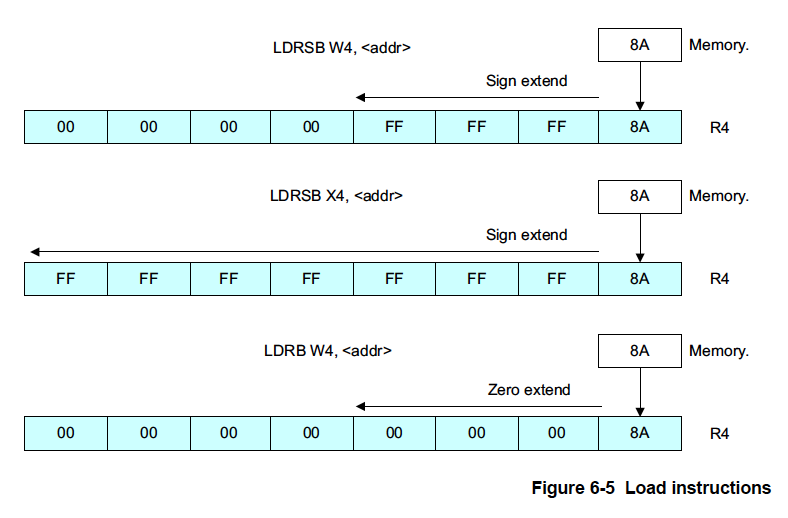 LDRSB W4, <addr>
8A Memory.
Sign extend
00 00 00 00 FF FF FF 8A R4
LDRSB X4, <addr>
8A Memory.
Sign extend
FF FF FF FF FF FF FF 8A R4
LDRB W4, <addr>
8A Memory.
Zero extend
00 00 00 00 00 00 00 8A R4
Figure 6-5 Load instructions